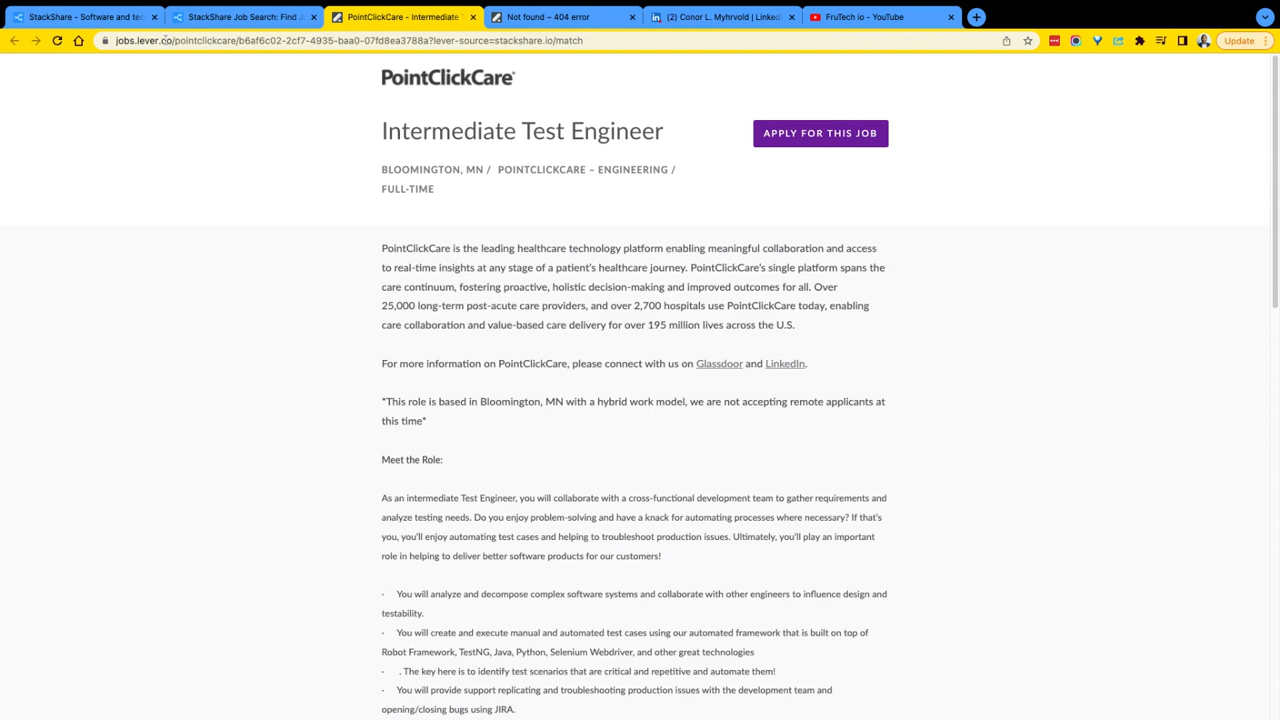 StackShare - Software and tec
StackShare Job Search: Find J
PointClickCare - Intermediate T
Not found – 404 error
(2) Conor L. Myhrvold | Linked
FruTech io - YouTube
jobs.lever.co/pointclickcare/b6af6c02-2cf7-4935-baa0-07fd8ea3788a?lever-source=stackshare.io/match
Update
PointClickCare
Intermediate Test Engineer
APPLY FOR THIS JOB
BLOOMINGTON, MN / POINTCLICKCARE – ENGINEERING /
FULL-TIME
PointClickCare is the leading healthcare technology platform enabling meaningful collaboration and access
to real-time insights at any stage of a patient's healthcare journey. PointClickCare's single platform spans the
care continuum, fostering proactive, holistic decision-making and improved outcomes for all. Over
25,000 long-term post-acute care providers, and over 2,700 hospitals use PointClickCare today, enabling
care collaboration and value-based care delivery for over 195 million lives across the U.S.
For more information on PointClickCare, please connect with us on Glassdoor and LinkedIn.
*This role is based in Bloomington, MN with a hybrid work model, we are not accepting remote applicants at
this time*
Meet the Role:
As an intermediate Test Engineer, you will collaborate with a cross-functional development team to gather requirements and
analyze testing needs. Do you enjoy problem-solving and have a knack for automating processes where necessary? If that's
you, you'll enjoy automating test cases and helping to troubleshoot production issues. Ultimately, you'll play an important
role in helping to deliver better software products for our customers!
· You will analyze and decompose complex software systems and collaborate with other engineers to influence design and
testability.
· You will create and execute manual and automated test cases using our automated framework that is built on top of
Robot Framework, TestNG, Java, Python, Selenium Webdriver, and other great technologies
· . The key here is to identify test scenarios that are critical and repetitive and automate them!
· You will provide support replicating and troubleshooting production issues with the development team and
opening/closing bugs using JIRA.